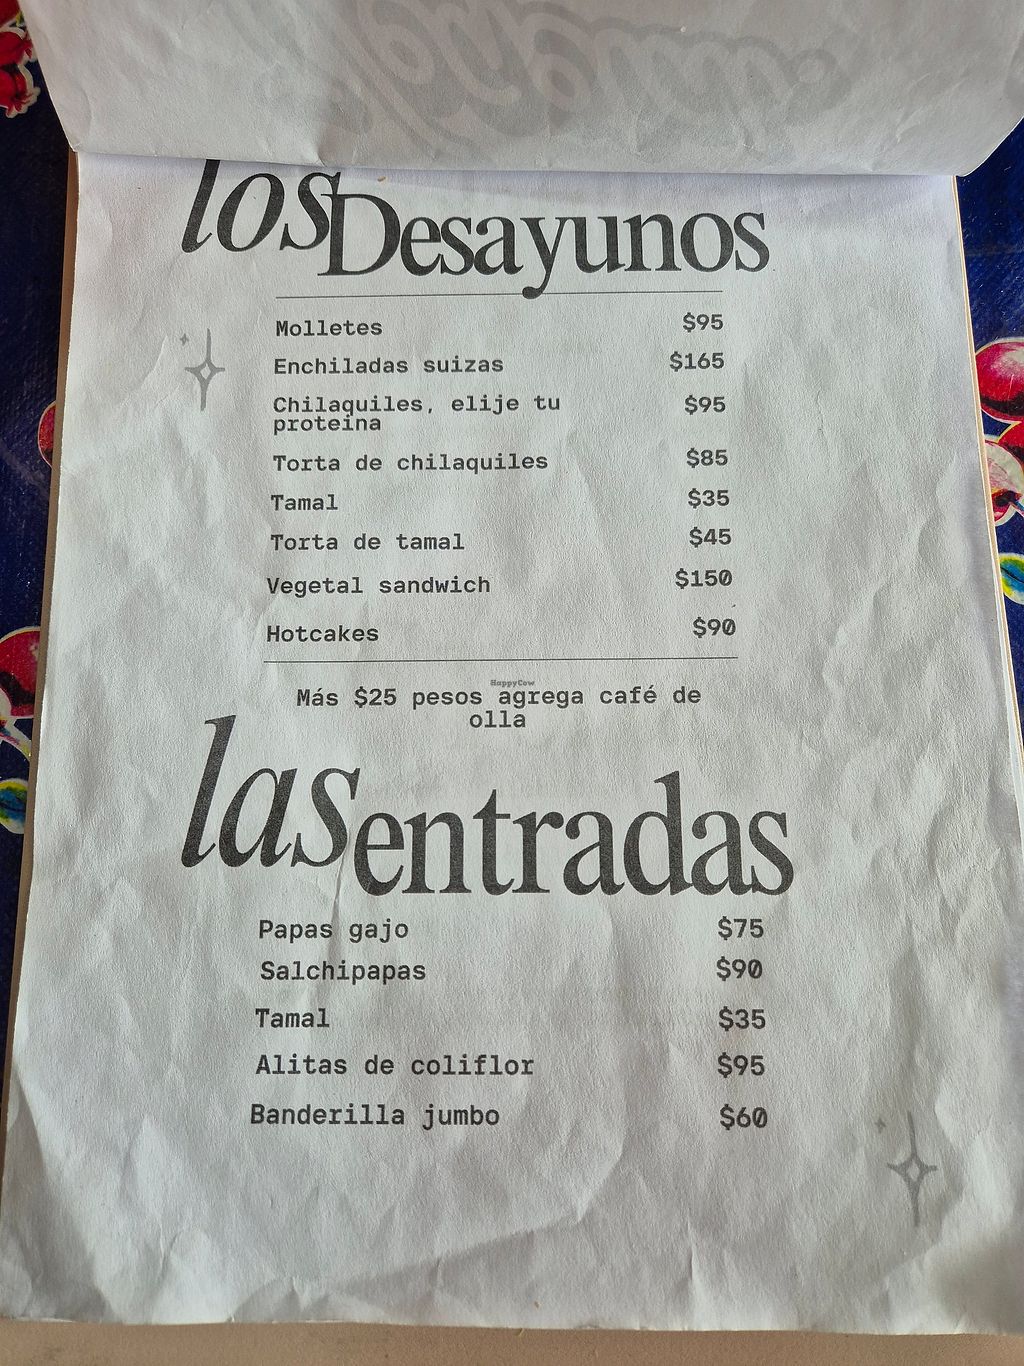 los Desayunos
Molletes $95
Enchiladas suizas $165
Chilaquiles, elije tu $95
proteina
Torta de chilaquiles $85
Tamal $35
Torta de tamal $45
Vegetal sandwich $150
Hotcakes $90
HappyCow
Más $25 pesos agrega café de
olla
las entradas
Papas gajo $75
Salchipapas $90
Tamal $35
Alitas de coliflor $95
Banderilla jumbo $60